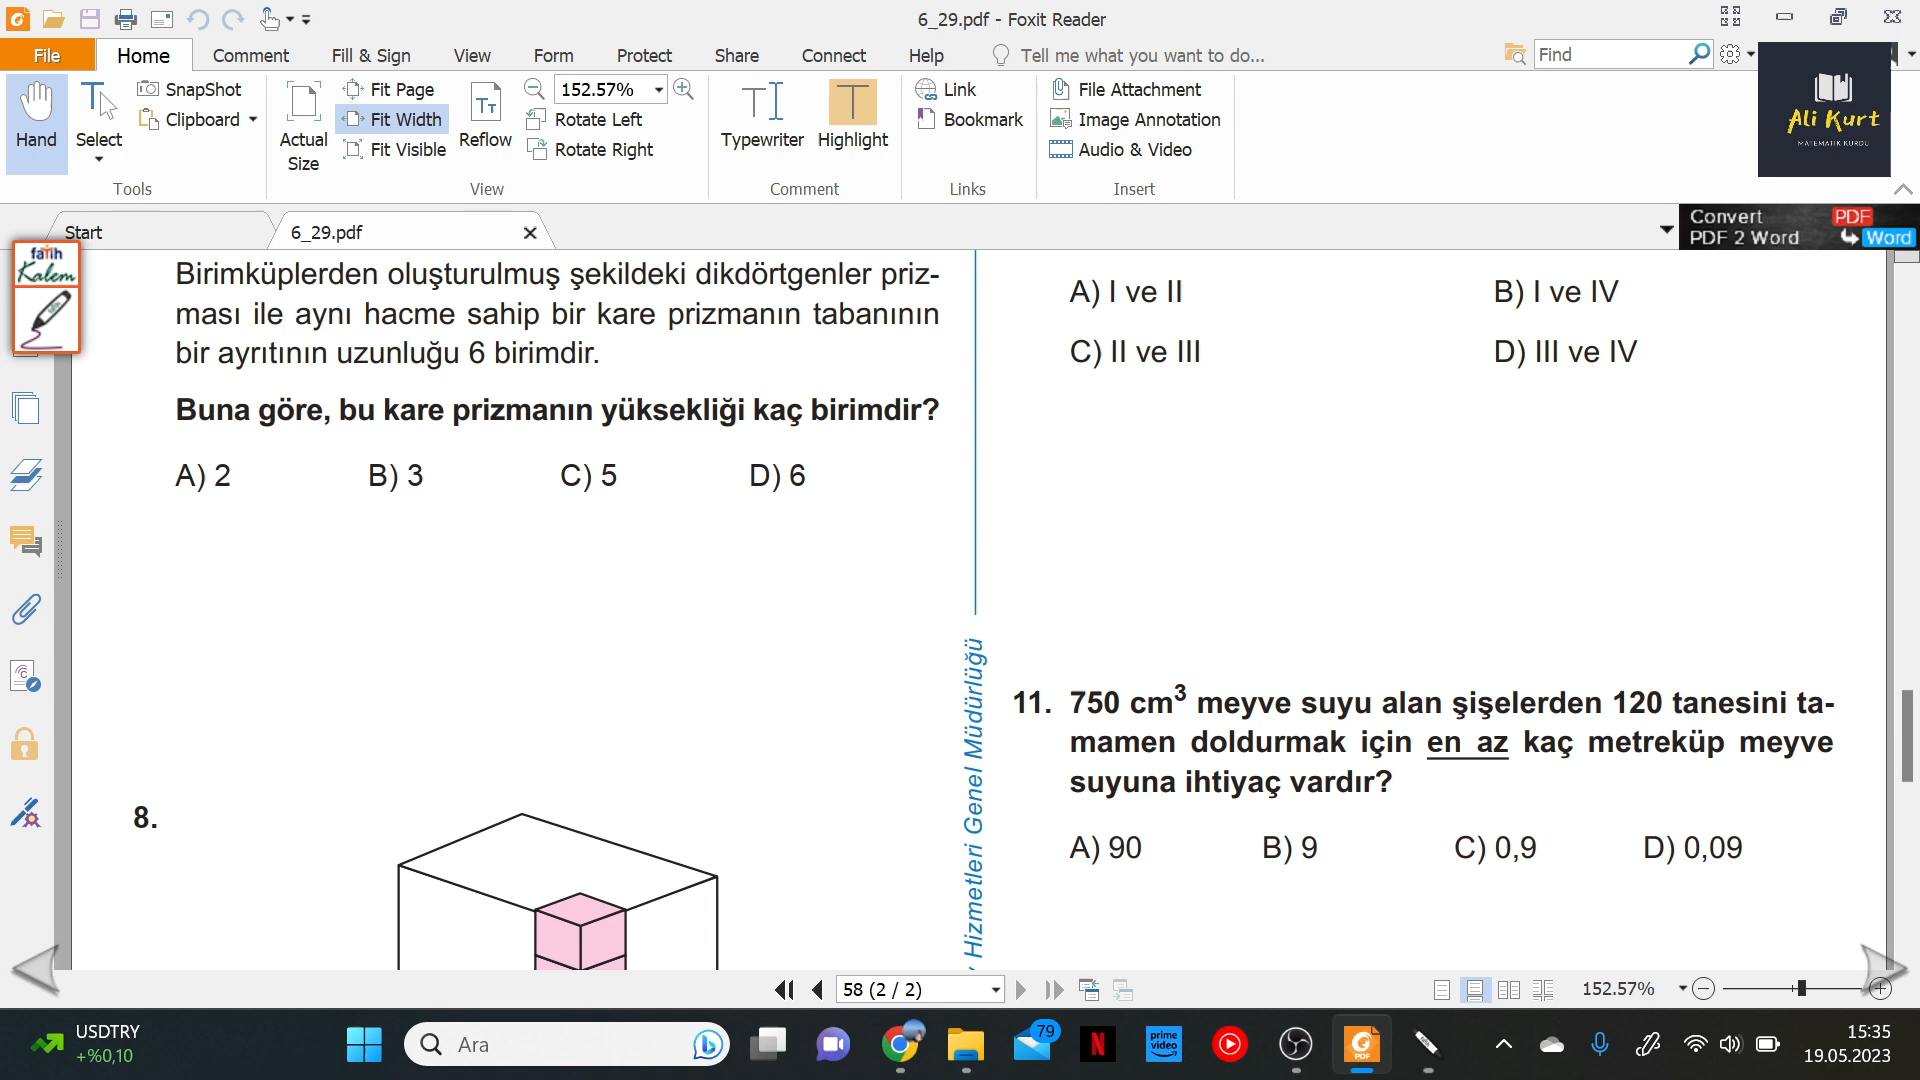 6_29.pdf - Foxit Reader
File
Home
Comment
Fill & Sign
View
Form
Protect
Share
Connect
Help
Tell me what you want to do...
Find
Hand
Select
SnapShot
Clipboard
Tools
Actual
Size
Fit Page
Fit Width
Fit Visible
Reflow
152.57%
Rotate Left
Rotate Right
View
Typewriter
Highlight
Comment
Link
Bookmark
Links
File Attachment
Image Annotation
Audio & Video
Insert
Ali Kurt
MATEMATIK KURDU
Start
6_29.pdf
Convert
PDF 2 Word
PDF
Word
fatih
Kalem
Birimküplerden oluşturulmuş şekildeki dikdörtgenler priz-
ması ile aynı hacme sahip bir kare prizmanın tabanının
bir ayrıtının uzunluğu 6 birimdir.
Buna göre, bu kare prizmanın yüksekliği kaç birimdir?
A) 2 B) 3 C) 5 D) 6
8.
Hizmetleri Genel Müdürlüğü
A) I ve II B) I ve IV
C) II ve III D) III ve IV
11. 750 cm³ meyve suyu alan şişelerden 120 tanesini ta-
mamen doldurmak için en az kaç metreküp meyve
suyuna ihtiyaç vardır?
A) 90 B) 9 C) 0,9 D) 0,09
58 (2 / 2)
152.57%
USDTRY
+%0,10
Ara
79
prime
video
PDF
15:35
19.05.2023